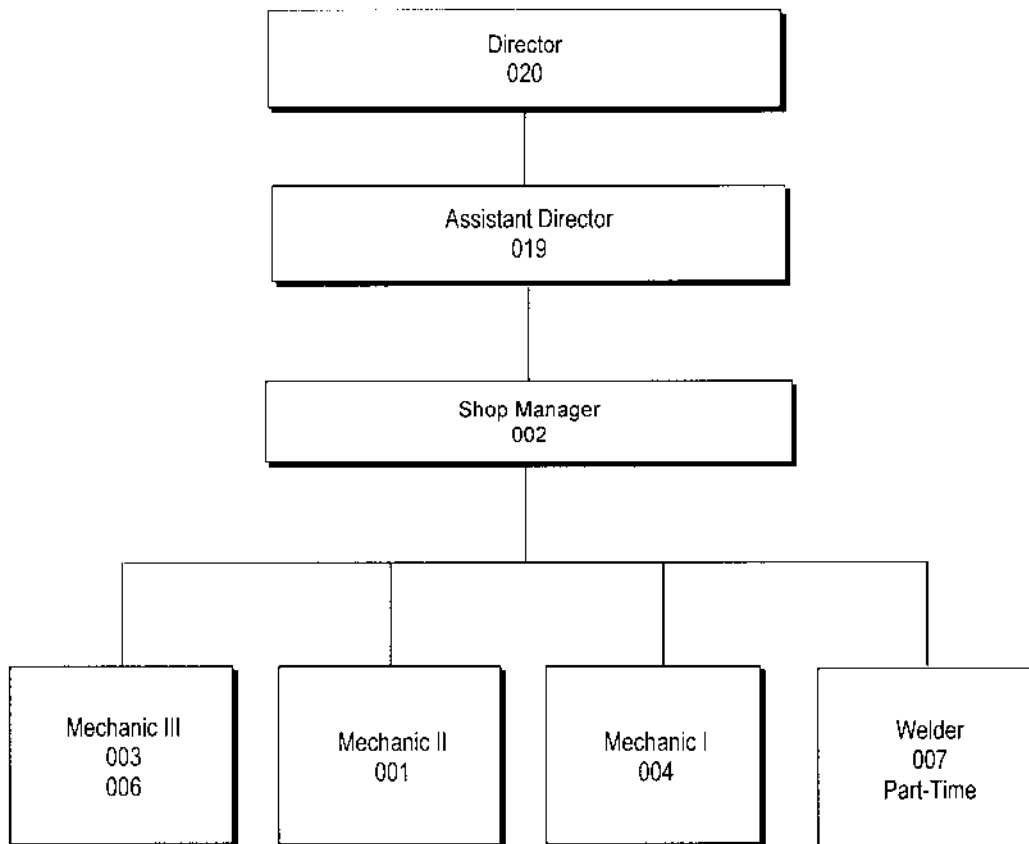 Director
020
Assistant Director
019
Shop Manager
002
Mechanic III
003
006
Mechanic II
001
Mechanic I
004
Welder
007
Part-Time